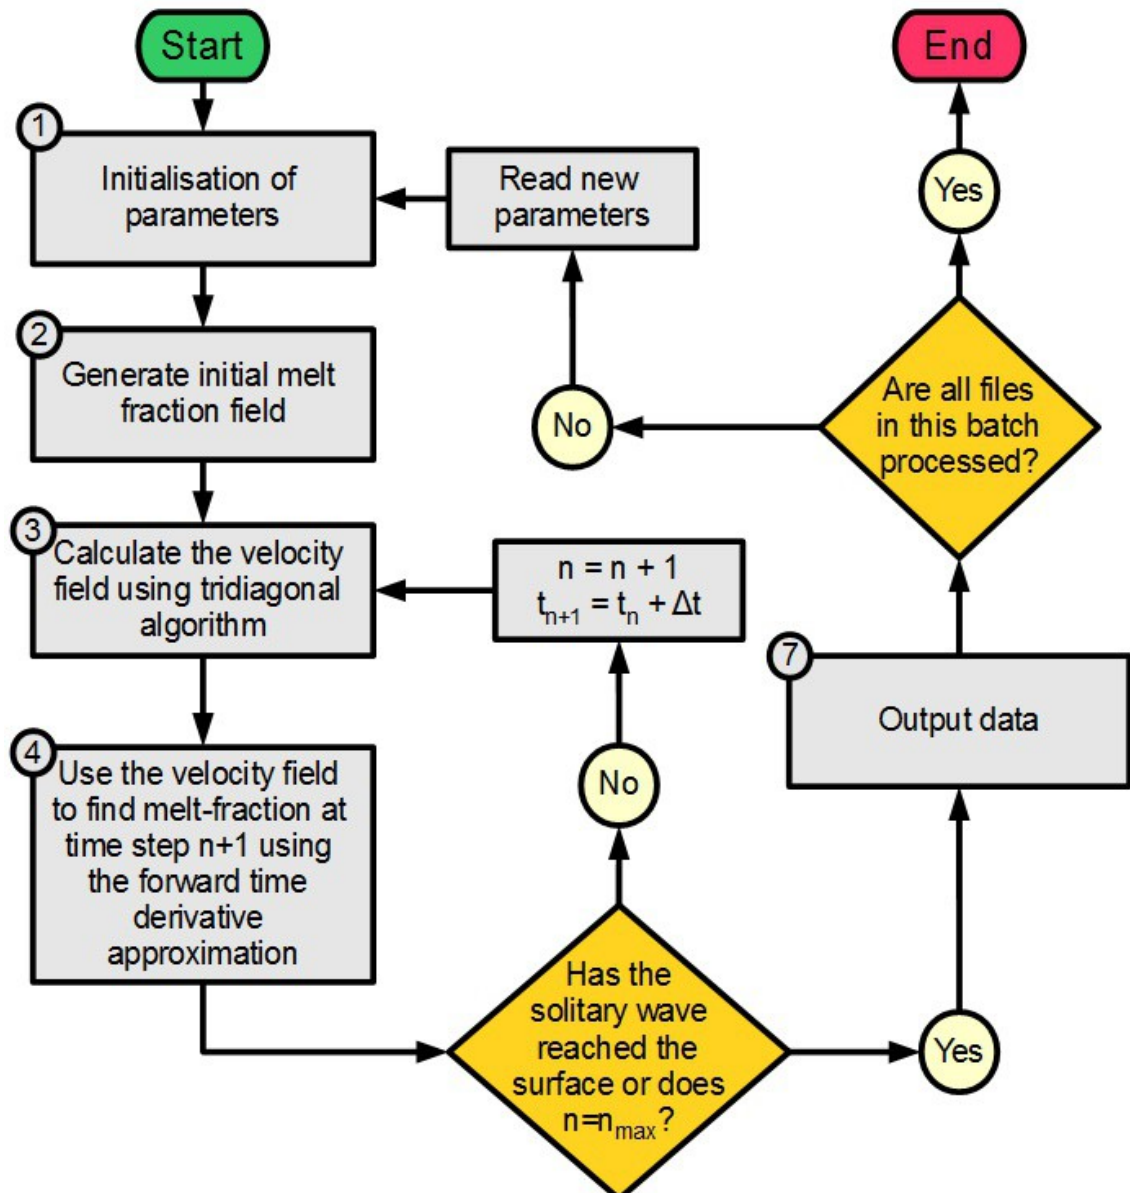 Start
End
1
Initialisation of
parameters
Read new
parameters
Yes
2
Generate initial melt
fraction field
No
Are all files
in this batch
processed?
3
Calculate the velocity
field using tridiagonal
algorithm
n = n + 1
tₙ₊₁ = tₙ + Δt
7
Output data
4
Use the velocity field
to find melt-fraction at
time step n+1 using
the forward time
derivative
approximation
No
Has the
solitary wave
reached the
surface or does
n=nₘₐₓ?
Yes